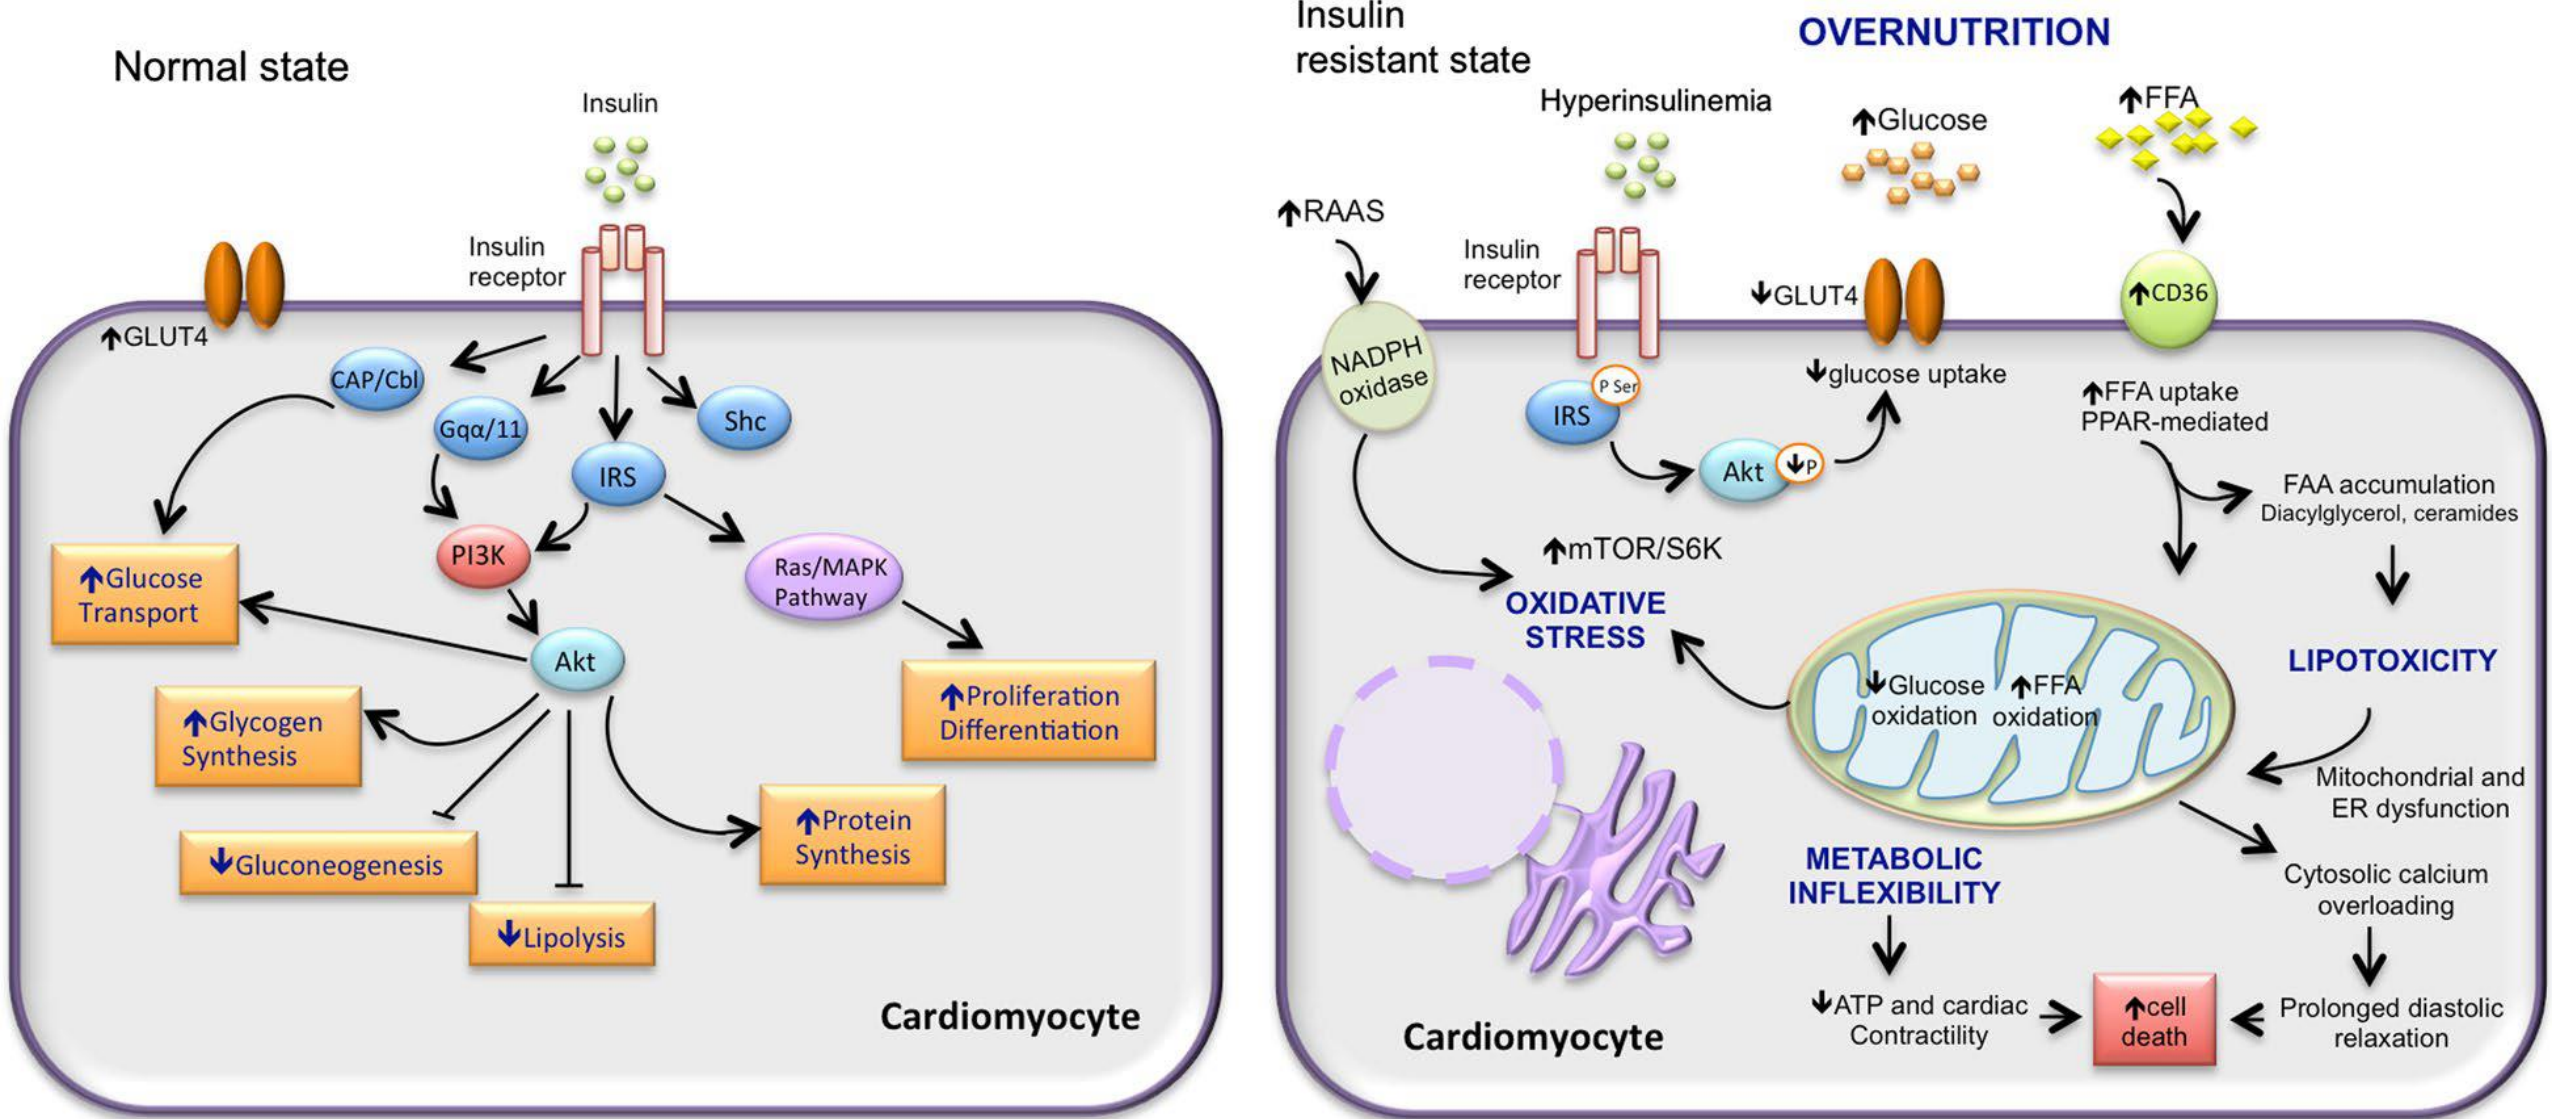 Normal state
Insulin
Insulin
receptor
↑GLUT4
CAP/Cbl
Gqα/11
Shc
IRS
PI3K
Ras/MAPK
Pathway
↑Glucose
Transport
Akt
↑Glycogen
Synthesis
↑Proliferation
Differentiation
↑Protein
Synthesis
↓Gluconeogenesis
↓Lipolysis
Cardiomyocyte
Insulin
resistant state
OVERNUTRITION
Hyperinsulinemia
↑Glucose
↑FFA
↑RAAS
Insulin
receptor
↓GLUT4
↑CD36
NADPH
oxidase
P Ser
IRS
↓glucose uptake
↑FFA uptake
PPAR-mediated
Akt
↓P
FAA accumulation
Diacylglycerol, ceramides
↑mTOR/S6K
OXIDATIVE
STRESS
LIPOTOXICITY
↓Glucose
oxidation
↑FFA
oxidation
Mitochondrial and
ER dysfunction
METABOLIC
INFLEXIBILITY
Cytosolic calcium
overloading
↓ATP and cardiac
Contractility
↑cell
death
Prolonged diastolic
relaxation
Cardiomyocyte